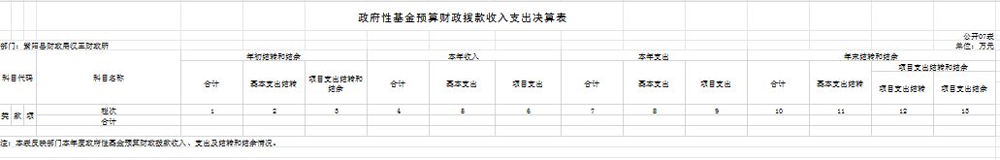 政府性基金预算财政拨款收入支出决算表
公开07表
部门：紫阳县财政局汉王财政所 单位：万元
科目代码 科目名称 年初结转和结余 本年收入 本年支出 年末结转和结余
合计 基本支出结转 项目支出结转和结余 合计 基本支出 项目支出 合计 基本支出 项目支出 合计 基本支出结转 项目支出结转和结余
项目支出结转 项目支出结余
类 款 项 栏次 1 2 3 4 5 6 7 8 9 10 11 12 13
合计
注：本表反映部门本年度政府性基金预算财政拨款收入、支出及结转和结余情况。